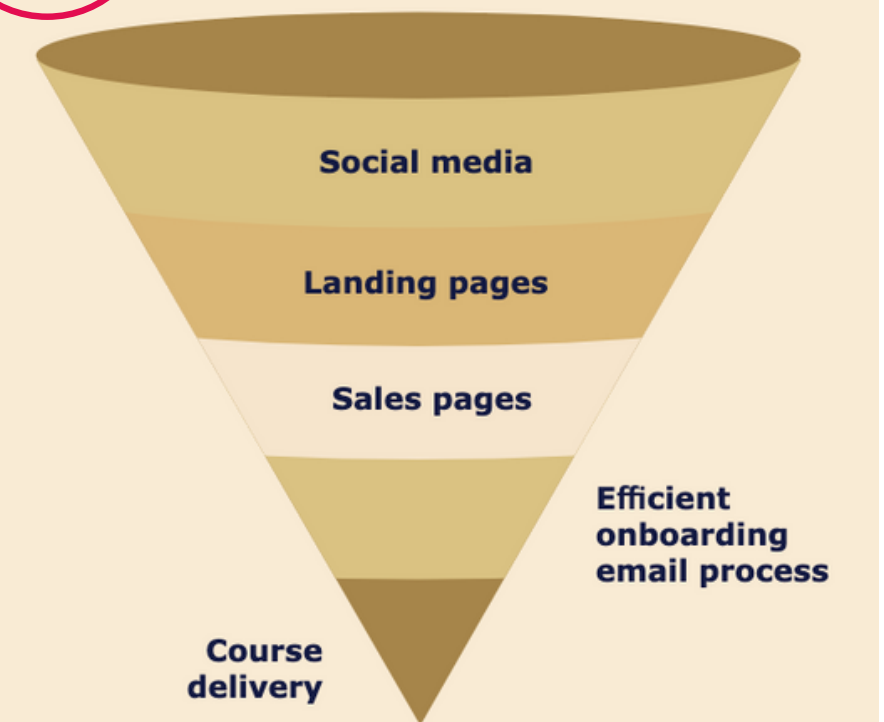 Social media
Landing pages
Sales pages
Efficient
onboarding
email process
Course
delivery